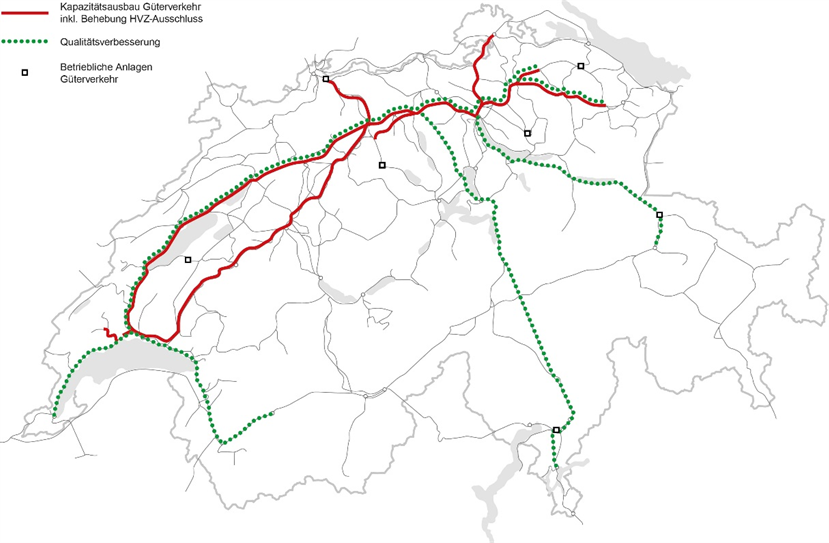 Kapazitätsausbau Güterverkehr
inkl. Behebung HVZ-Ausschluss
Qualitätsverbesserung
Betriebliche Anlagen
Güterverkehr